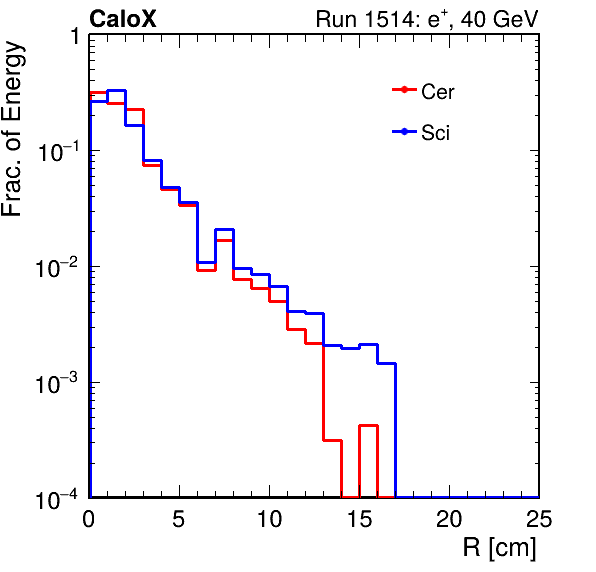 CaloX Run 1514: e⁺, 40 GeV
Frac. of Energy
1
10⁻¹
10⁻²
10⁻³
10⁻⁴
Cer
Sci
0 5 10 15 20 25
R [cm]